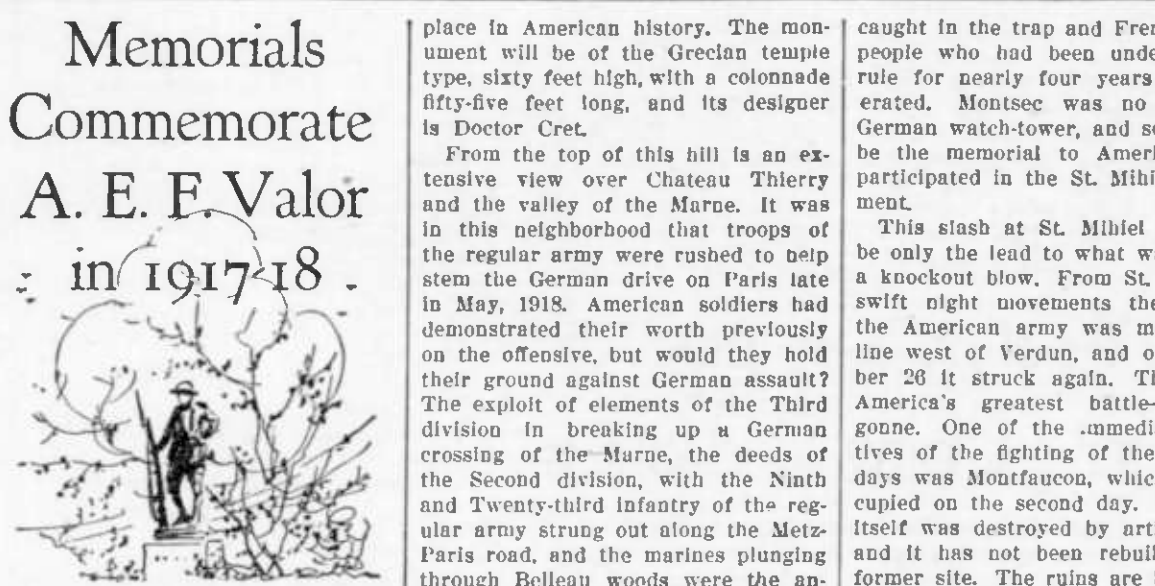 Memorials
Commemorate
A. E. F. Valor
in 1917-18
place in American history. The mon-
ument will be of the Grecian temple
type, sixty feet high, with a colonnade
fifty-five feet long, and its designer
is Doctor Cret.
From the top of this hill is an ex-
tensive view over Chateau Thierry
and the valley of the Marne. It was
in this neighborhood that troops of
the regular army were rushed to help
stem the German drive on Paris late
in May, 1918. American soldiers had
demonstrated their worth previously
on the offensive, but would they hold
their ground against German assault?
The exploit of elements of the Third
division in breaking up a German
crossing of the Marne, the deeds of
the Second division, with the Ninth
and Twenty-third infantry of the reg-
ular army strung out along the Metz-
Paris road, and the marines plunging
through Belleau woods were the an-
caught in the trap and Fren
people who had been unde
rule for nearly four years
erated. Montsec was no
German watch-tower, and s
be the memorial to Ameri
participated in the St. Mihi
ment.
This slash at St. Mihiel
be only the lead to what w
a knockout blow. From St.
swift night movements the
the American army was m
line west of Verdun, and o
ber 26 it struck again. Th
America's greatest battle-
gonne. One of the .mmedi
tives of the fighting of the
days was Montfaucon, whic
cupied on the second day.
itself was destroyed by art
and it has not been rebuil
former site. The ruins are